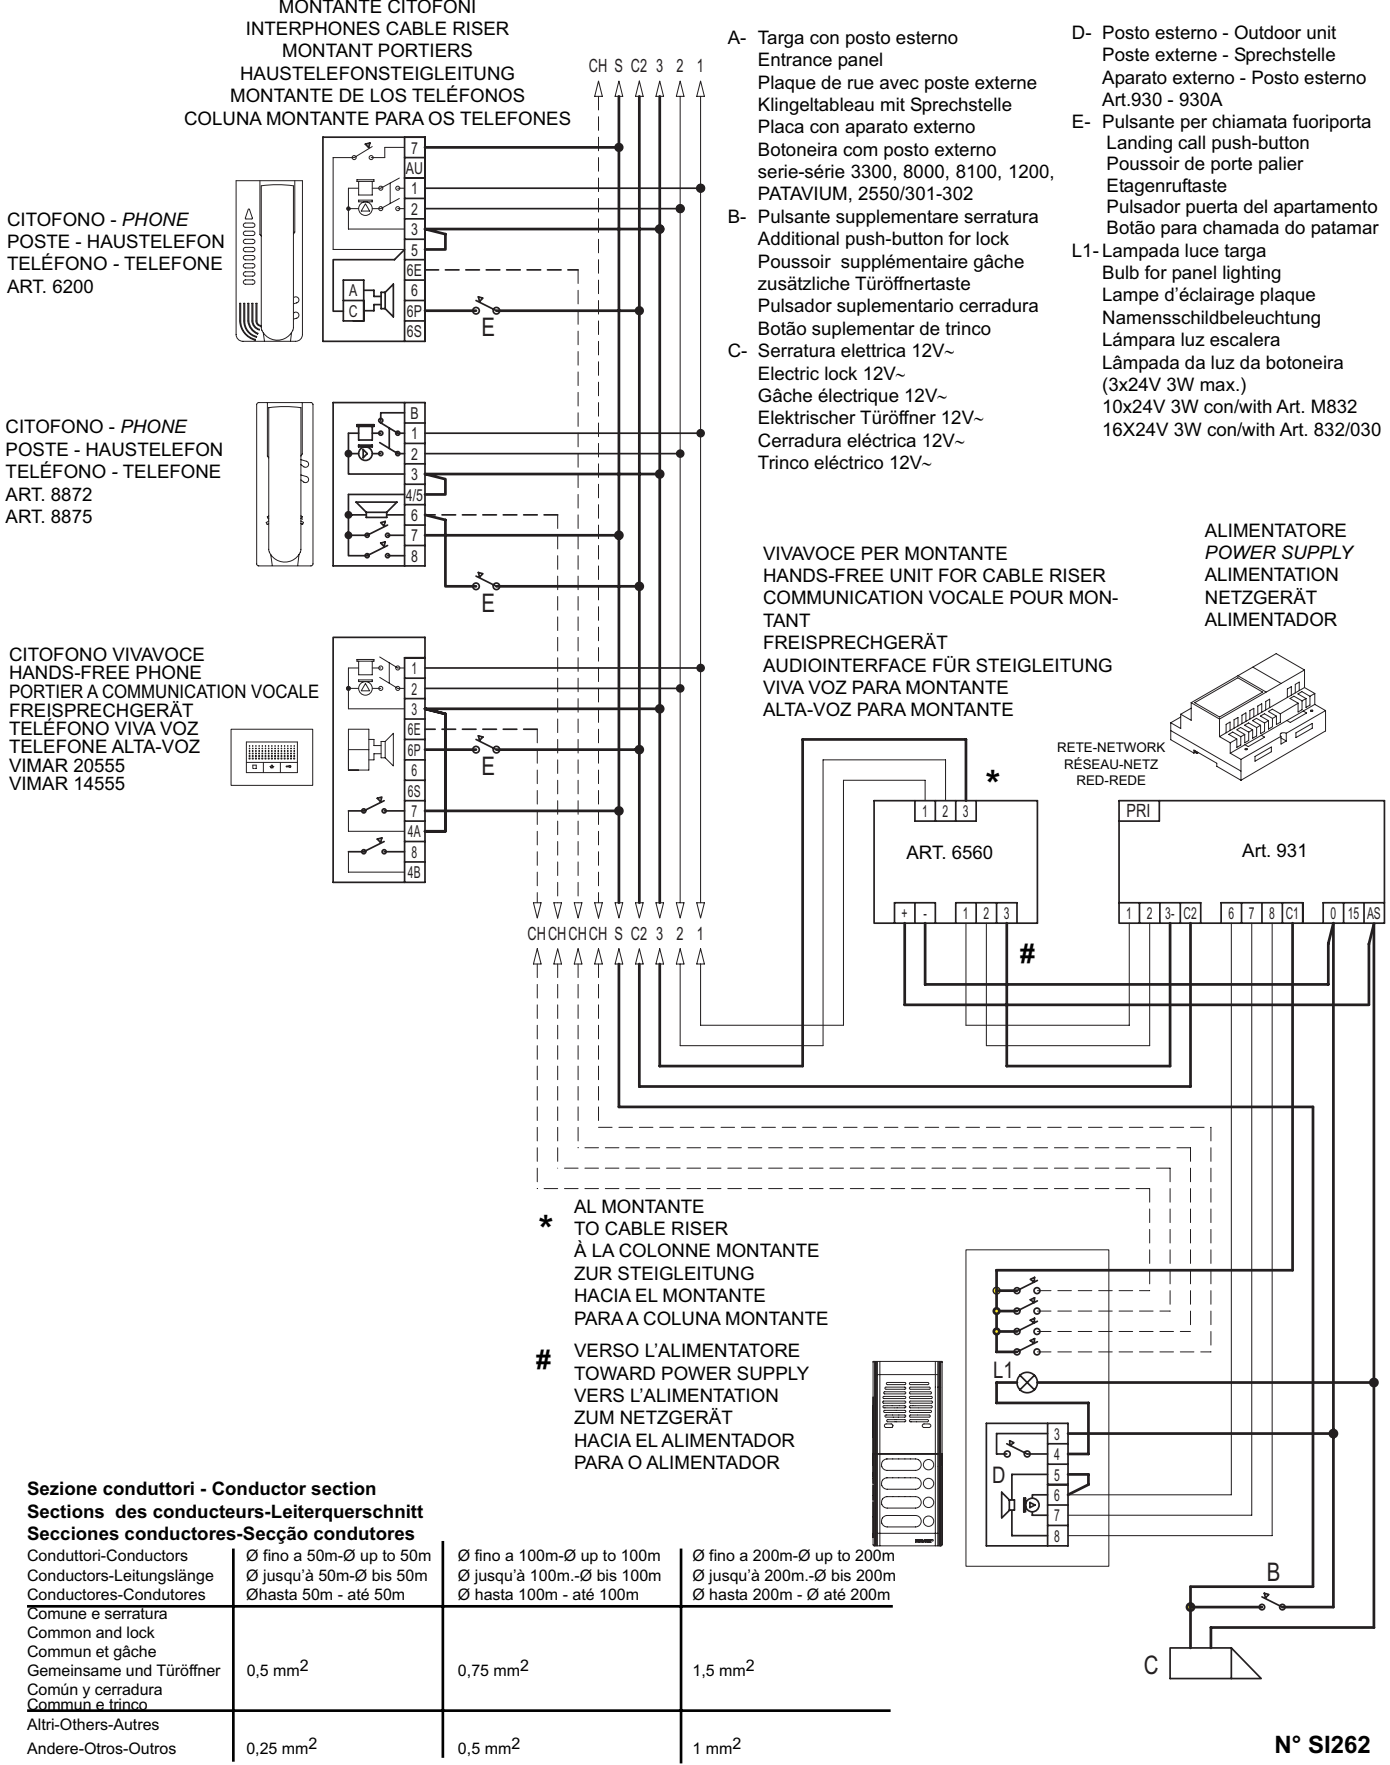 MONTANTE CITOFONI
INTERPHONES CABLE RISER
MONTANT PORTIERS
HAUSTELEFONSTEIGLEITUNG
MONTANTE DE LOS TELÉFONOS
COLUNA MONTANTE PARA OS TELEFONES
CH S C2 3 2 1
7
AU
1
2
3
5
6E
6
6P
6S
A
C
E
CITOFONO - PHONE
POSTE - HAUSTELEFON
TELÉFONO - TELEFONE
ART. 6200
B
1
2
3
4/5
6
7
8
E
CITOFONO - PHONE
POSTE - HAUSTELEFON
TELÉFONO - TELEFONE
ART. 8872
ART. 8875
1
2
3
6E
6P
6
6S
7
4A
8
4B
E
CITOFONO VIVAVOCE
HANDS-FREE PHONE
PORTIER A COMMUNICATION VOCALE
FREISPRECHGERÄT
TELÉFONO VIVA VOZ
TELEFONE ALTA-VOZ
VIMAR 20555
VIMAR 14555
CH CH CH CH S C2 3 2 1
A- Targa con posto esterno
Entrance panel
Plaque de rue avec poste externe
Klingeltableau mit Sprechstelle
Placa con aparato externo
Botoneira com posto externo
serie-série 3300, 8000, 8100, 1200,
PATAVIUM, 2550/301-302
B- Pulsante supplementare serratura
Additional push-button for lock
Poussoir supplémentaire gâche
zusätzliche Türöffnertaste
Pulsador suplementario cerradura
Botão suplementar de trinco
C- Serratura elettrica 12V~
Electric lock 12V~
Gâche électrique 12V~
Elektrischer Türöffner 12V~
Cerradura eléctrica 12V~
Trinco eléctrico 12V~
D- Posto esterno - Outdoor unit
Poste externe - Sprechstelle
Aparato externo - Posto esterno
Art.930 - 930A
E- Pulsante per chiamata fuoriporta
Landing call push-button
Poussoir de porte palier
Etagenruftaste
Pulsador puerta del apartamento
Botão para chamada do patamar
L1- Lampada luce targa
Bulb for panel lighting
Lampe d'éclairage plaque
Namensschildbeleuchtung
Lámpara luz escalera
Lâmpada da luz da botoneira
(3x24V 3W max.)
10x24V 3W con/with Art. M832
16X24V 3W con/with Art. 832/030
VIVAVOCE PER MONTANTE
HANDS-FREE UNIT FOR CABLE RISER
COMMUNICATION VOCALE POUR MON-
TANT
FREISPRECHGERÄT
AUDIOINTERFACE FÜR STEIGLEITUNG
VIVA VOZ PARA MONTANTE
ALTA-VOZ PARA MONTANTE
ALIMENTATORE
POWER SUPPLY
ALIMENTATION
NETZGERÄT
ALIMENTADOR
RETE-NETWORK
RÉSEAU-NETZ
RED-REDE
*
1 2 3
ART. 6560
+ - 1 2 3
#
PRI
Art. 931
1 2 3- C2 6 7 8 C1 0 15 AS
* AL MONTANTE
TO CABLE RISER
À LA COLONNE MONTANTE
ZUR STEIGLEITUNG
HACIA EL MONTANTE
PARA A COLUNA MONTANTE
# VERSO L'ALIMENTATORE
TOWARD POWER SUPPLY
VERS L'ALIMENTATION
ZUM NETZGERÄT
HACIA EL ALIMENTADOR
PARA O ALIMENTADOR
L1
D
3
4
5
6
7
8
B
C
Sezione conduttori - Conductor section
Sections des conducteurs-Leiterquerschnitt
Secciones conductores-Secção condutores
Conduttori-Conductors Ø fino a 50m-Ø up to 50m Ø fino a 100m-Ø up to 100m Ø fino a 200m-Ø up to 200m
Conductors-Leitungslänge Ø jusqu'à 50m-Ø bis 50m Ø jusqu'à 100m.-Ø bis 100m Ø jusqu'à 200m.-Ø bis 200m
Conductores-Condutores Øhasta 50m - até 50m Ø hasta 100m - até 100m Ø hasta 200m - Ø até 200m
Comune e serratura
Common and lock
Commun et gâche
Gemeinsame und Türöffner 0,5 mm2 0,75 mm2 1,5 mm2
Común y cerradura
Commun e trinco
Altri-Others-Autres
Andere-Otros-Outros 0,25 mm2 0,5 mm2 1 mm2
N° SI262